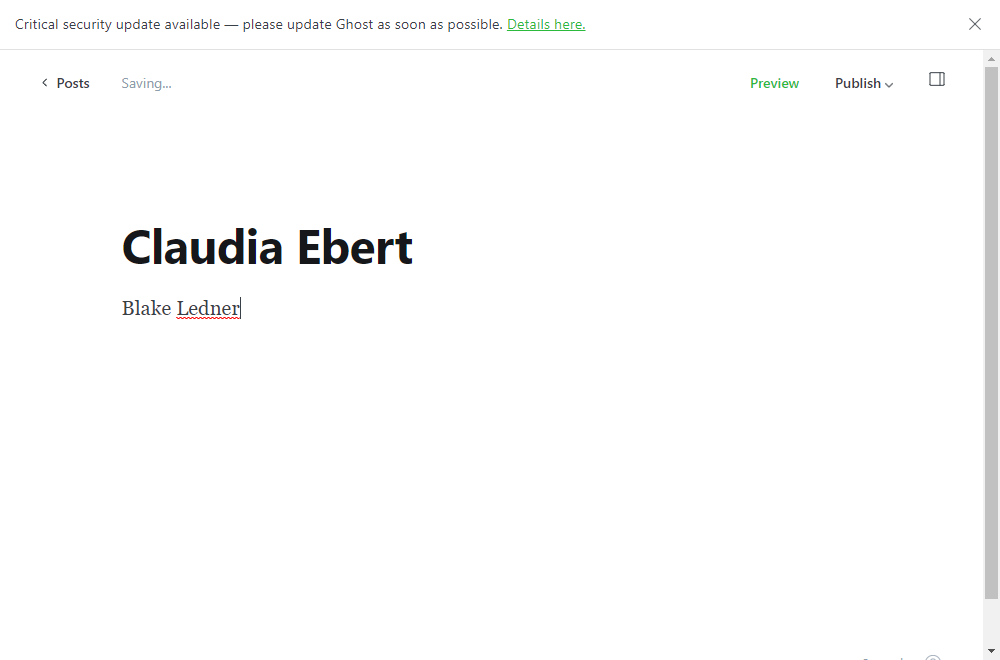 Critical security update available — please update Ghost as soon as possible. Details here.
Posts
Saving...
Preview
Publish
Claudia Ebert
Blake Ledner